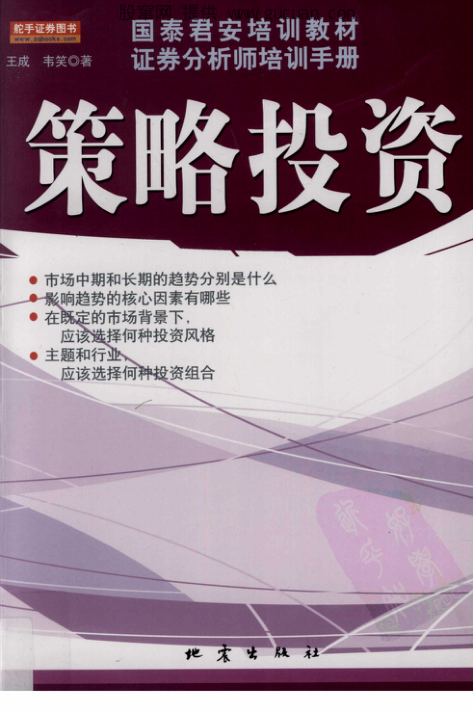 舵手证券图书
www.zqbooks.com
国泰君安培训教材
证券分析师培训手册
王成 韦笑◎著
策略投资
● 市场中期和长期的趋势分别是什么
● 影响趋势的核心因素有哪些
● 在既定的市场背景下,
应该选择何种投资风格
● 主题和行业,
应该选择何种投资组合
地震出版社